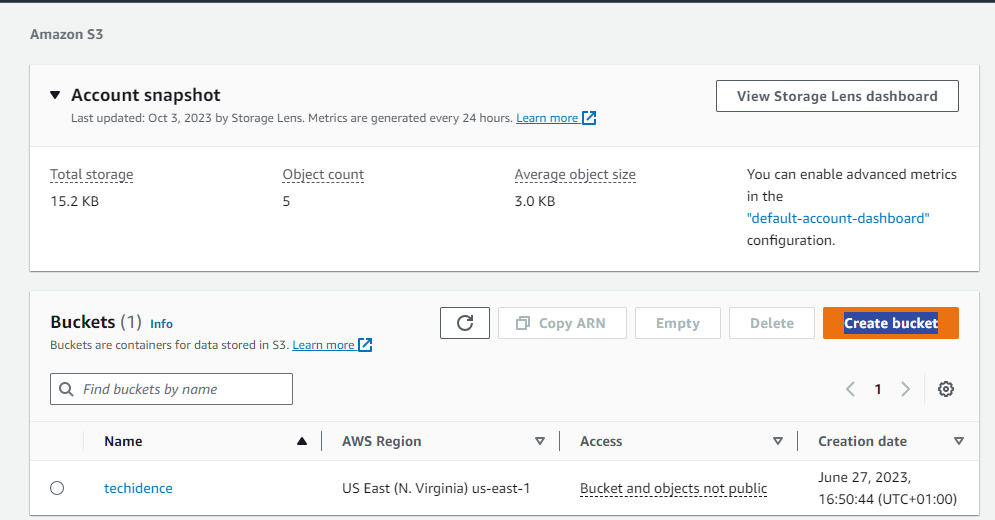 Amazon S3
Account snapshot
View Storage Lens dashboard
Last updated: Oct 3, 2023 by Storage Lens. Metrics are generated every 24 hours. Learn more
Total storage
15.2 KB
Object count
5
Average object size
3.0 KB
You can enable advanced metrics
in the
"default-account-dashboard"
configuration.
Buckets (1) Info
Buckets are containers for data stored in S3. Learn more
Copy ARN
Empty
Delete
Create bucket
Find buckets by name
1
Name AWS Region Access Creation date
techidence US East (N. Virginia) us-east-1 Bucket and objects not public June 27, 2023,
16:50:44 (UTC+01:00)